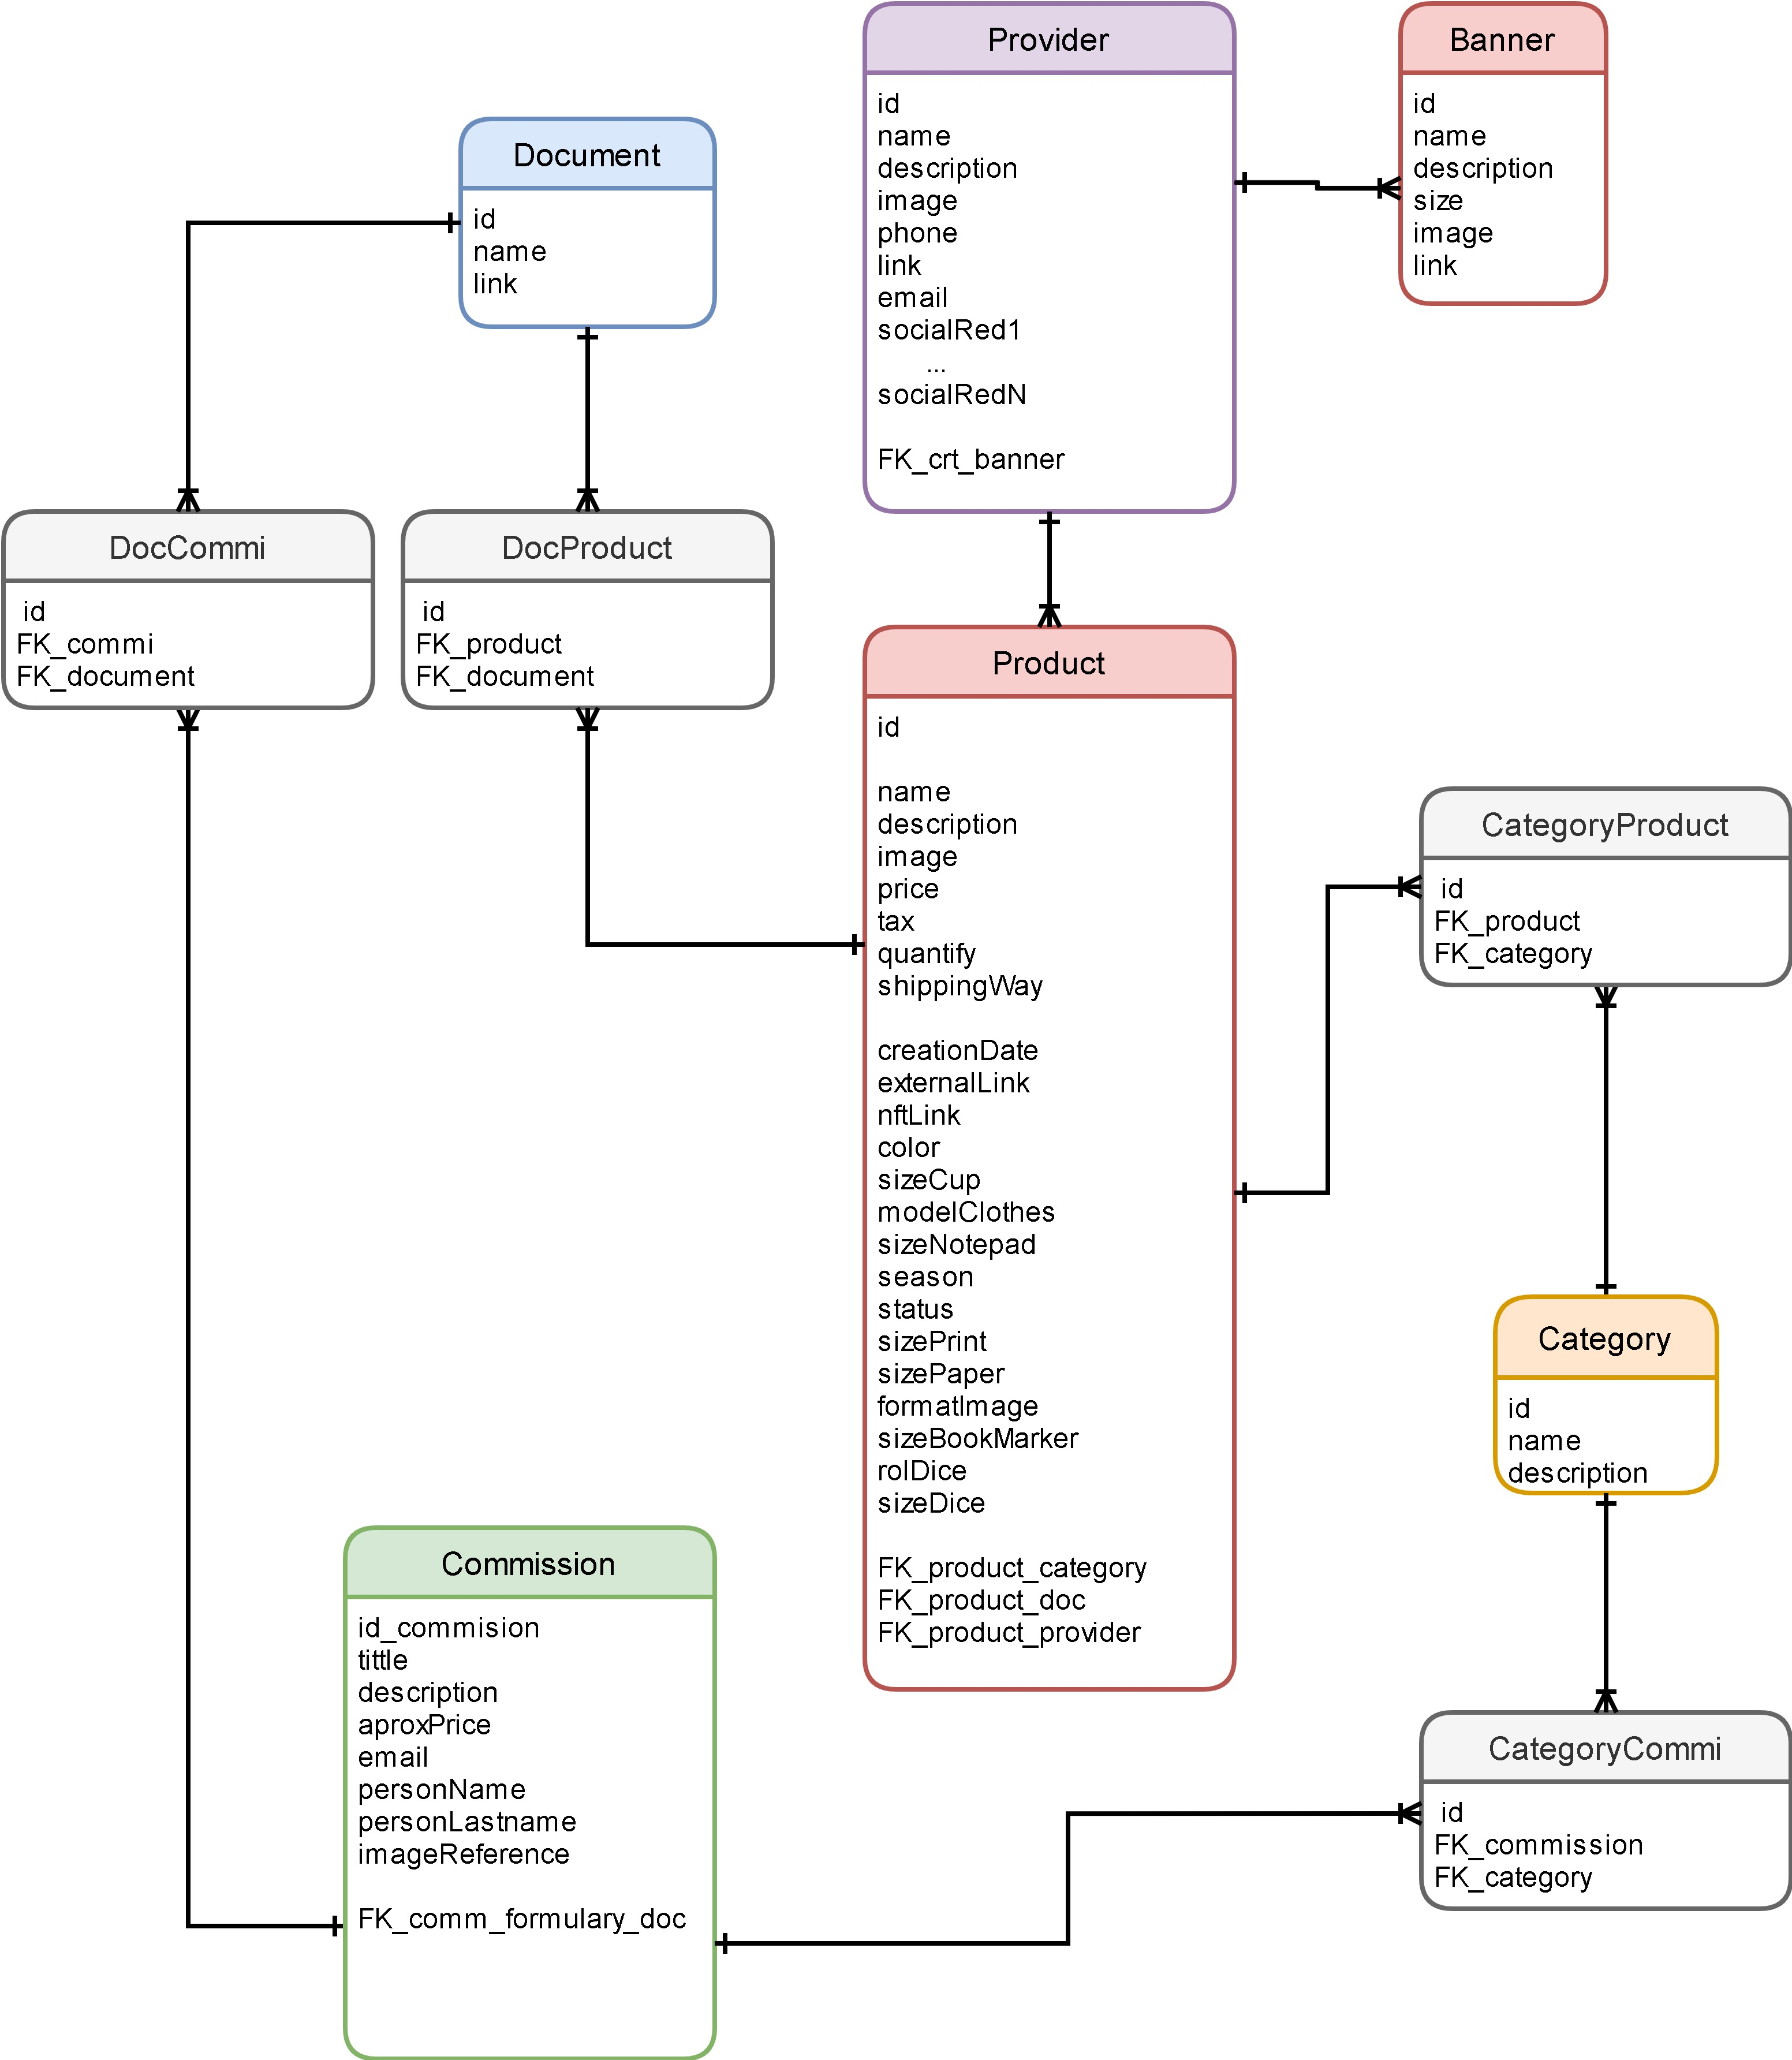 Provider
id
name
description
image
phone
link
email
socialRed1
...
socialRedN
FK_crt_banner
Banner
id
name
description
size
image
link
Document
id
name
link
DocCommi
id
FK_commi
FK_document
DocProduct
id
FK_product
FK_document
Product
id
name
description
image
price
tax
quantify
shippingWay
creationDate
externalLink
nftLink
color
sizeCup
modelClothes
sizeNotepad
season
status
sizePrint
sizePaper
formatImage
sizeBookMarker
rolDice
sizeDice
FK_product_category
FK_product_doc
FK_product_provider
CategoryProduct
id
FK_product
FK_category
Category
id
name
description
Commission
id_commision
tittle
description
aproxPrice
email
personName
personLastname
imageReference
FK_comm_formulary_doc
CategoryCommi
id
FK_commission
FK_category